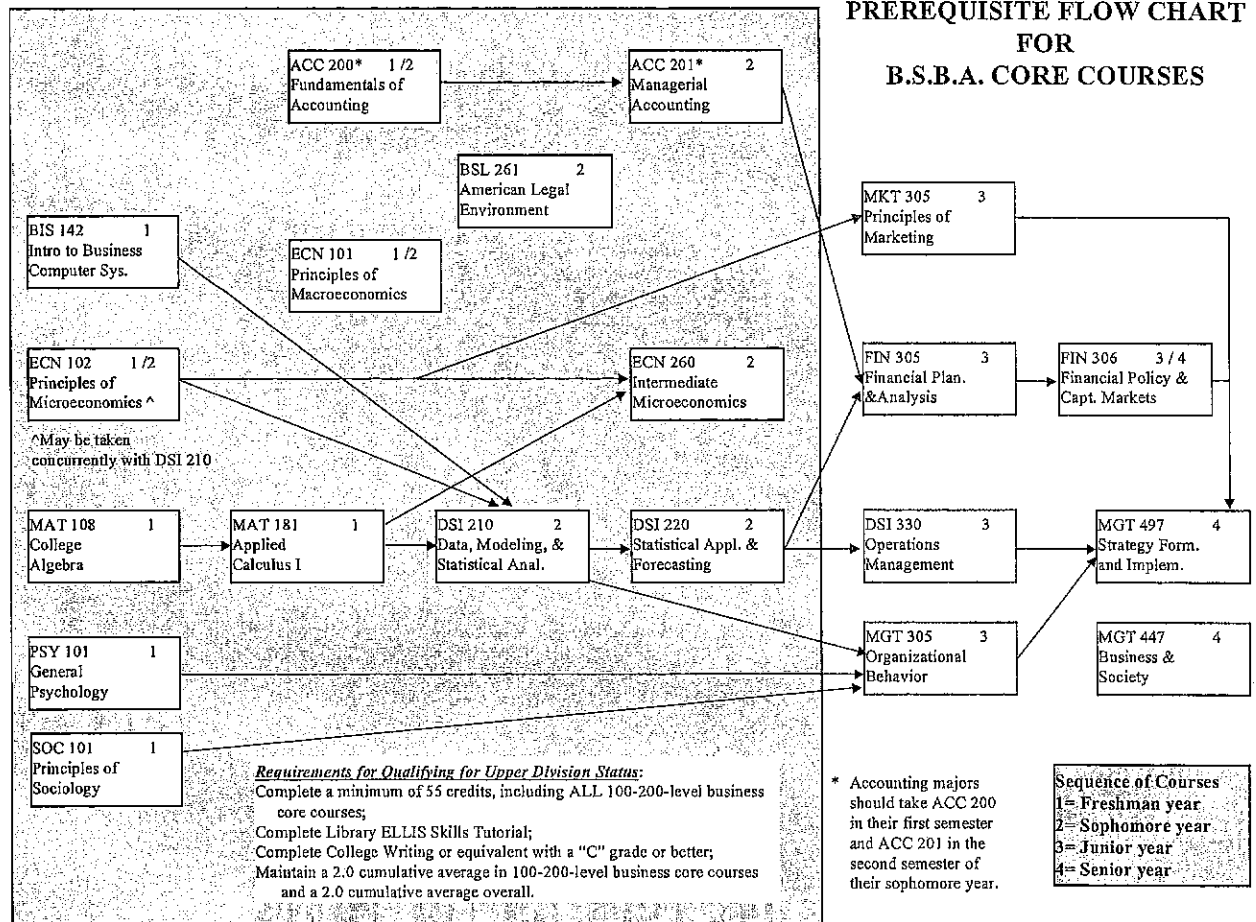 PREREQUISITE FLOW CHART
FOR
B.S.B.A. CORE COURSES
ACC 200* 1 /2
Fundamentals of
Accounting
ACC 201* 2
Managerial
Accounting
BSL 261 2
American Legal
Environment
MKT 305 3
Principles of
Marketing
BIS 142 1
Intro to Business
Computer Sys.
ECN 101 1 /2
Principles of
Macroeconomics
ECN 102 1 /2
Principles of
Microeconomics ^
ECN 260 2
Intermediate
Microeconomics
FIN 305 3
Financial Plan.
&Analysis
FIN 306 3 / 4
Financial Policy &
Capt. Markets
^May be taken
concurrently with DSI 210
MAT 108 1
College
Algebra
MAT 181 1
Applied
Calculus I
DSI 210 2
Data, Modeling, &
Statistical Anal.
DSI 220 2
Statistical Appl. &
Forecasting
DSI 330 3
Operations
Management
MGT 497 4
Strategy Form.
and Implem.
PSY 101 1
General
Psychology
MGT 305 3
Organizational
Behavior
MGT 447 4
Business &
Society
SOC 101 1
Principles of
Sociology
Requirements for Qualifying for Upper Division Status:
Complete a minimum of 55 credits, including ALL 100-200-level business
core courses;
Complete Library ELLIS Skills Tutorial;
Complete College Writing or equivalent with a "C" grade or better;
Maintain a 2.0 cumulative average in 100-200-level business core courses
and a 2.0 cumulative average overall.
* Accounting majors
should take ACC 200
in their first semester
and ACC 201 in the
second semester of
their sophomore year.
Sequence of Courses
1= Freshman year
2= Sophomore year
3= Junior year
4= Senior year